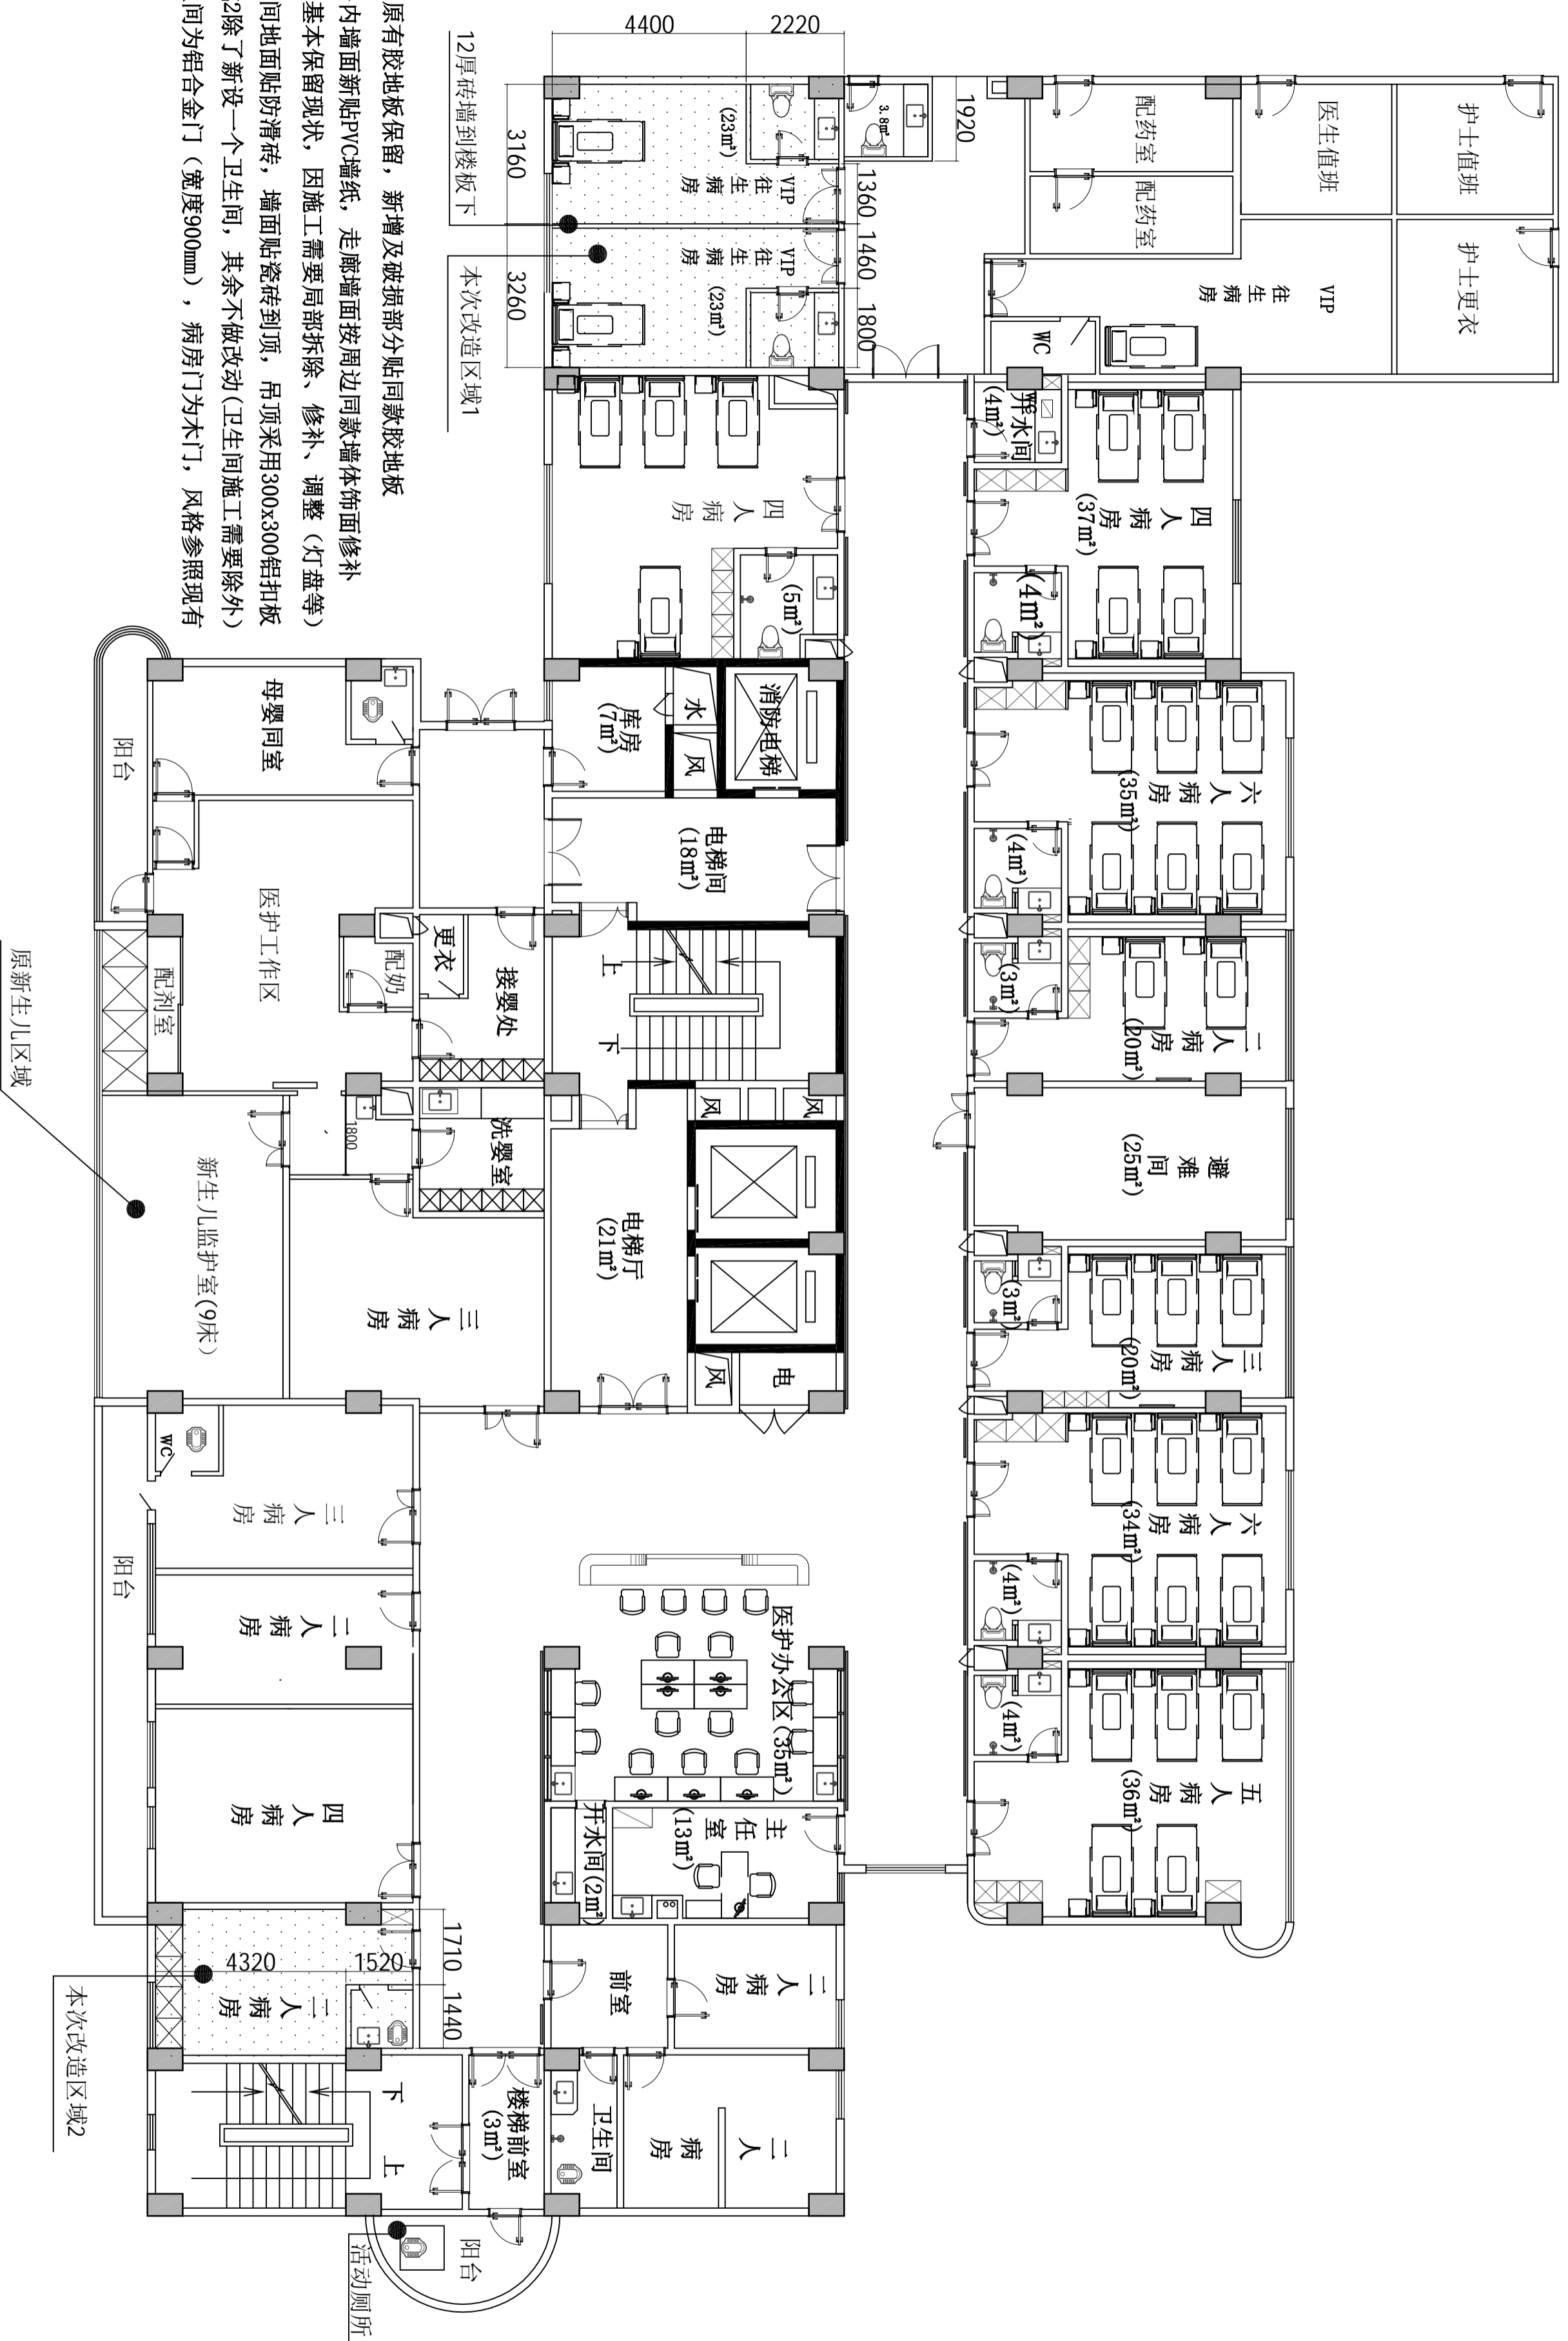 原有胶地板保留，新增及破损部分贴同款胶地板
内墙面新贴PVC墙纸，走廊墙面按周边同款墙体饰面修补
基本保留现状，因施工需要局部拆除、修补、调整（灯盘等）
间地面贴防滑砖，墙面贴瓷砖到顶，吊顶采用300x300铝扣板
2除了新设一个卫生间，其余不做改动(卫生间施工需要除外)
间为铝合金门（宽度900mm），病房门为木门，风格参照现有
12厚砖墙到楼板下
本次改造区域1
4400
2220
3160
3260
1920
1360
1460
1800
3.8m²
(23m²)
VIP
往生病房
VIP
往生病房
(23m²)
配药室
配药室
医生值班
护士值班
护士更衣
VIP
往生病房
WC
WC
开水间
(4m²)
四人病房
(37m²)
(4m²)
六人病房
(35m²)
(4m²)
(3m²)
二人病房
(20m²)
避难间
(25m²)
(3m²)
三人病房
(20m²)
六人病房
(34m²)
(4m²)
(4m²)
五人病房
(36m²)
四人病房
(5m²)
消防电梯
水
风
库房
(7m²)
电梯间
(18m²)
上
下
风
风
电梯厅
(21m²)
风
电
母婴同室
阳台
医护工作区
配奶
更衣
接婴处
配剂室
原新生儿区域
1800
洗婴室
新生儿监护室(9床)
三人病房
WC
三人病房
阳台
二人病房
四人病房
医护办公区(35m²)
主任室
(13m²)
开水间(2m²)
前室
二人病房
二人病房
卫生间
楼梯前室
(3m²)
4320
1520
1710
1440
二人病房
本次改造区域2
下
上
阳台
活动厕所